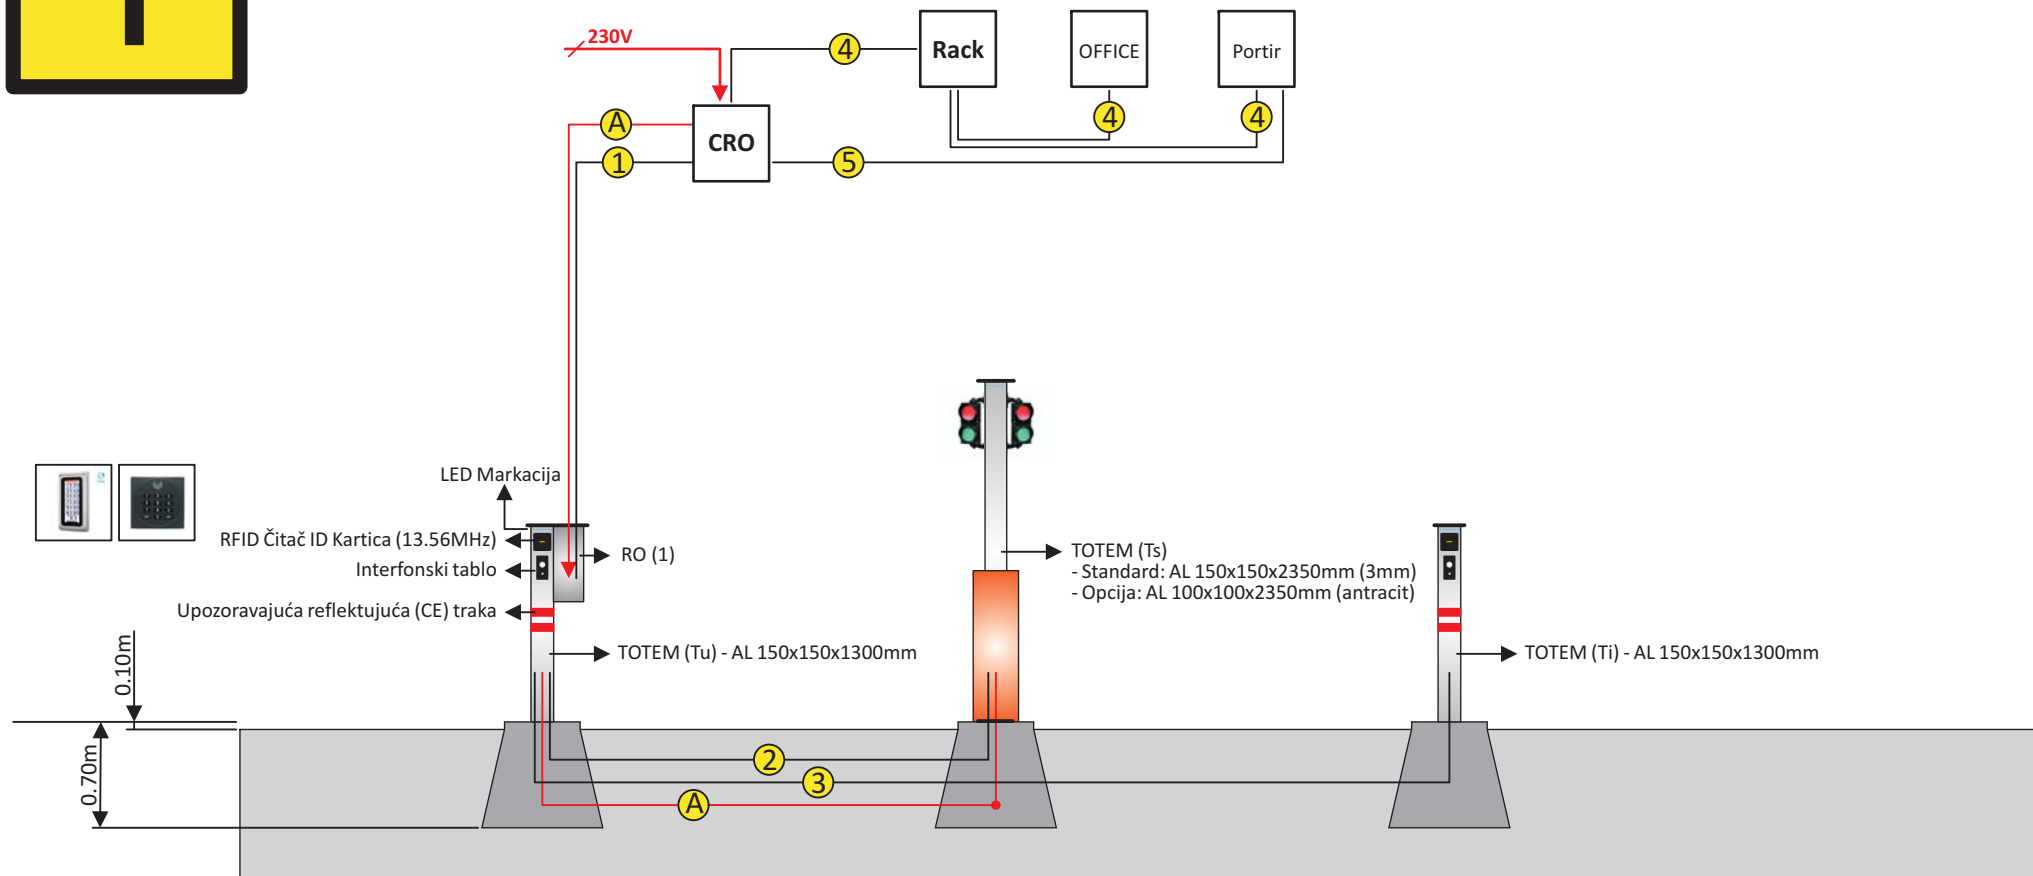 230V
4
Rack
OFFICE
Portir
A
CRO
4
4
1
5
LED Markacija
RFID Čitač ID Kartica (13.56MHz)
RO (1)
Interfonski tablo
Upozoravajuća reflektujuća (CE) traka
TOTEM (Tu) - AL 150x150x1300mm
TOTEM (Ts)
- Standard: AL 150x150x2350mm (3mm)
- Opcija: AL 100x100x2350mm (antracit)
TOTEM (Ti) - AL 150x150x1300mm
0.10m
0.70m
2
3
A